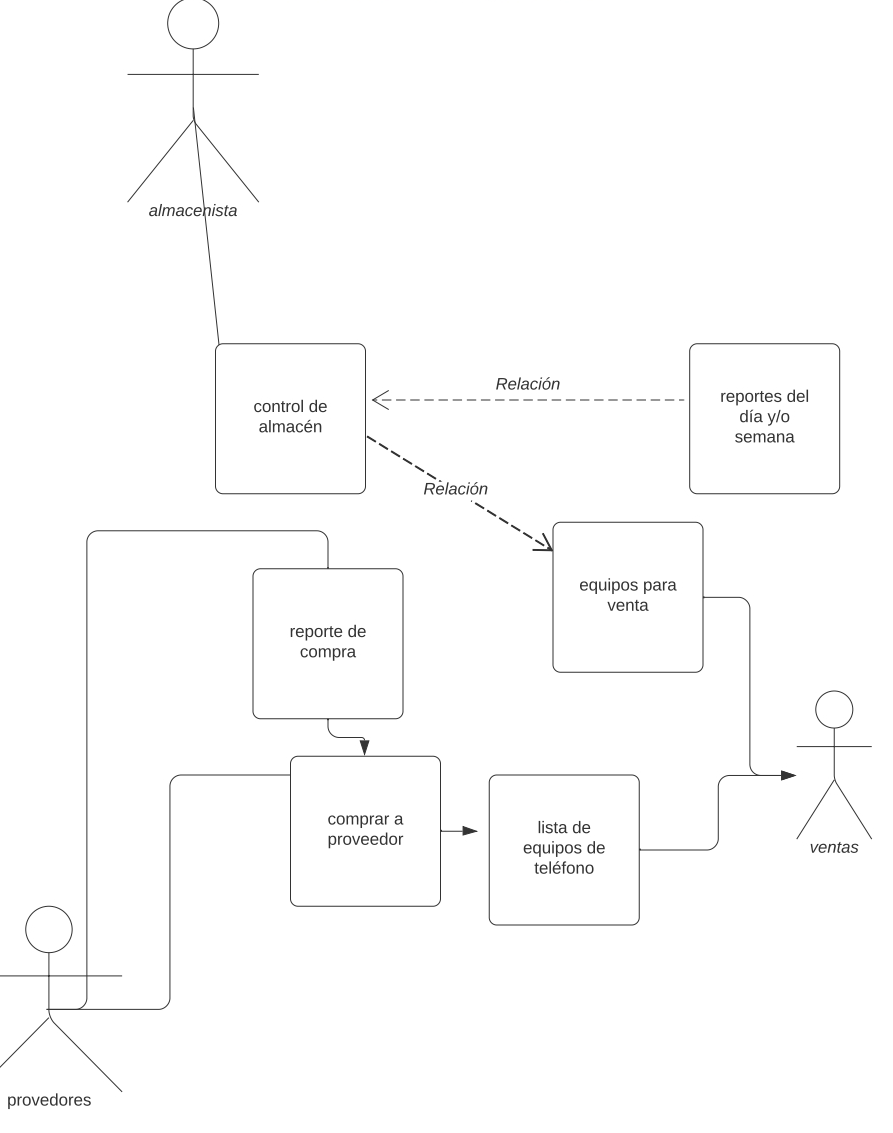 almacenista
Relación
control de
almacén
reportes del
día y/o
semana
Relación
equipos para
venta
reporte de
compra
comprar a
proveedor
lista de
equipos de
teléfono
ventas
provedores